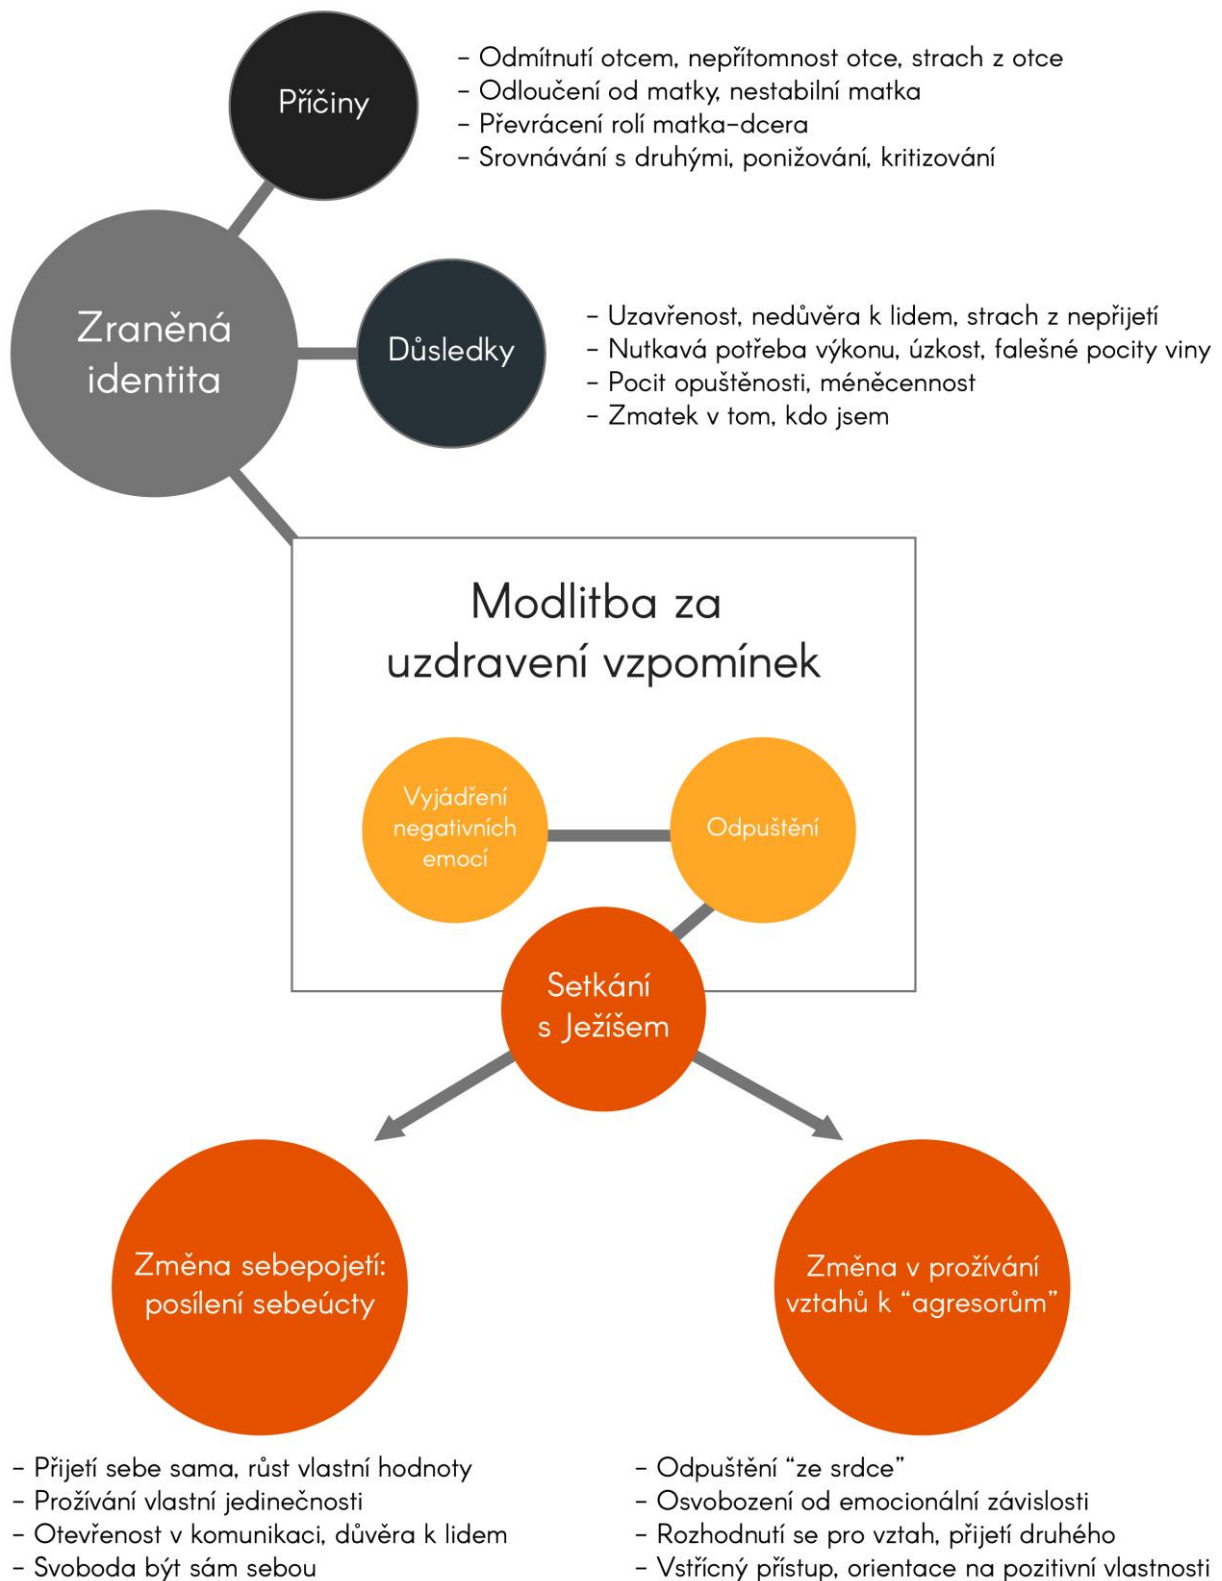 Příčiny
– Odmítnutí otcem, nepřítomnost otce, strach z otce
– Odloučení od matky, nestabilní matka
– Převrácení rolí matka–dcera
– Srovnávání s druhými, ponižování, kritizování
Zraněná
identita
Důsledky
– Uzavřenost, nedůvěra k lidem, strach z nepřijetí
– Nutkavá potřeba výkonu, úzkost, falešné pocity viny
– Pocit opuštěnosti, méněcennost
– Zmatek v tom, kdo jsem
Modlitba za
uzdravení vzpomínek
Vyjádření
negativních
emocí
Odpuštění
Setkání
s Ježíšem
Změna sebepojetí:
posílení sebeúcty
Změna v prožívání
vztahů k “agresorům”
– Přijetí sebe sama, růst vlastní hodnoty
– Prožívání vlastní jedinečnosti
– Otevřenost v komunikaci, důvěra k lidem
– Svoboda být sám sebou
– Odpuštění “ze srdce”
– Osvobození od emocionální závislosti
– Rozhodnutí se pro vztah, přijetí druhého
– Vstřícný přístup, orientace na pozitivní vlastnosti